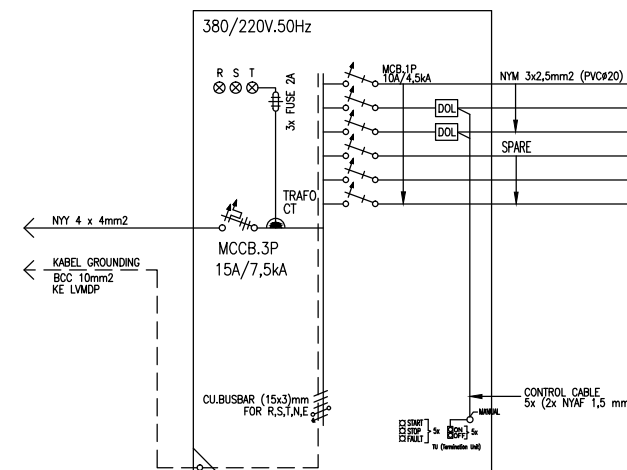 380/220V.50Hz
R S T
3x FUSE 2A
MCB.1P
10A/4,5kA
NYM 3x2,5mm2 (PVCø20)
DOL
DOL
SPARE
TRAFO
CT
NYY 4 x 4mm2
MCCB.3P
15A/7,5kA
KABEL GROUNDING
BCC 10mm2
KE LVMDP
CU.BUSBAR (15x3)mm
FOR R,S,T,N,E
CONTROL CABLE
5x (2x NYAF 1,5 mm
MANUAL
START
STOP
FAULT
5x
ON
OFF
5x
TU (Termination Unit)